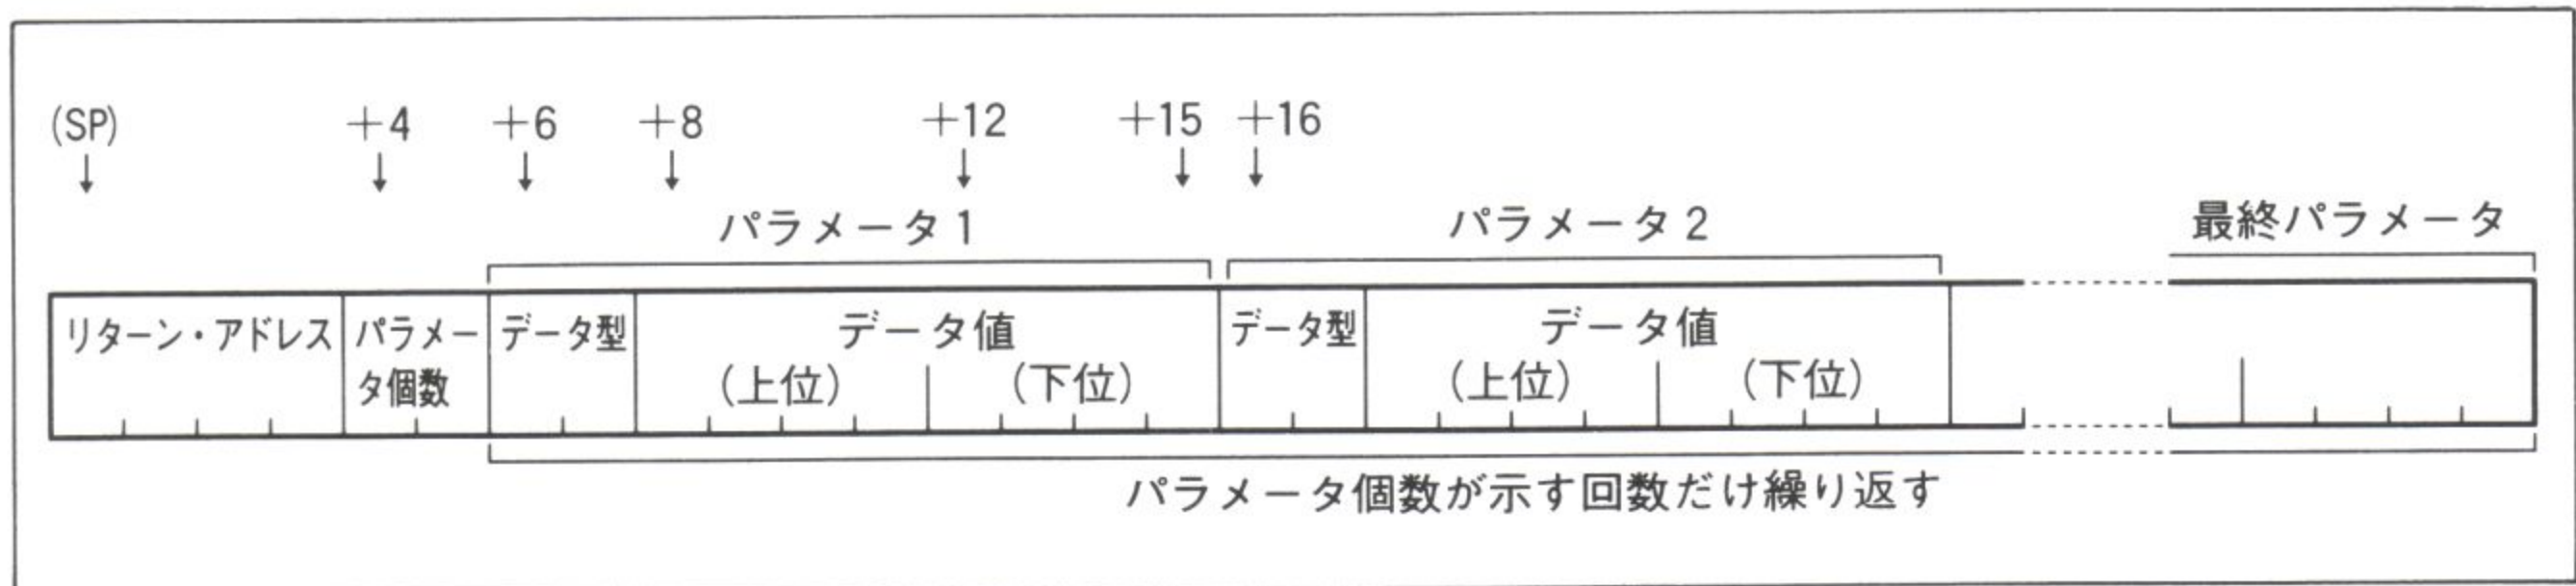 (SP) +4 +6 +8 +12 +15 +16
パラメータ1 パラメータ2 最終パラメータ
リターン・アドレス パラメー データ型 データ値 データ型 データ値
タ個数 (上位) (下位) (上位) (下位)
パラメータ個数が示す回数だけ繰り返す